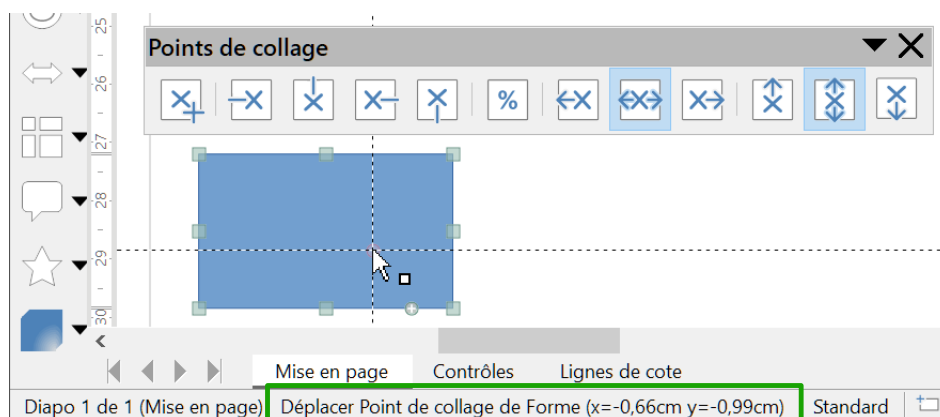 Points de collage
%
25
26
27
28
29
30
Mise en page Contrôles Lignes de cote
Diapo 1 de 1 (Mise en page) Déplacer Point de collage de Forme (x=-0,66cm y=-0,99cm) Standard